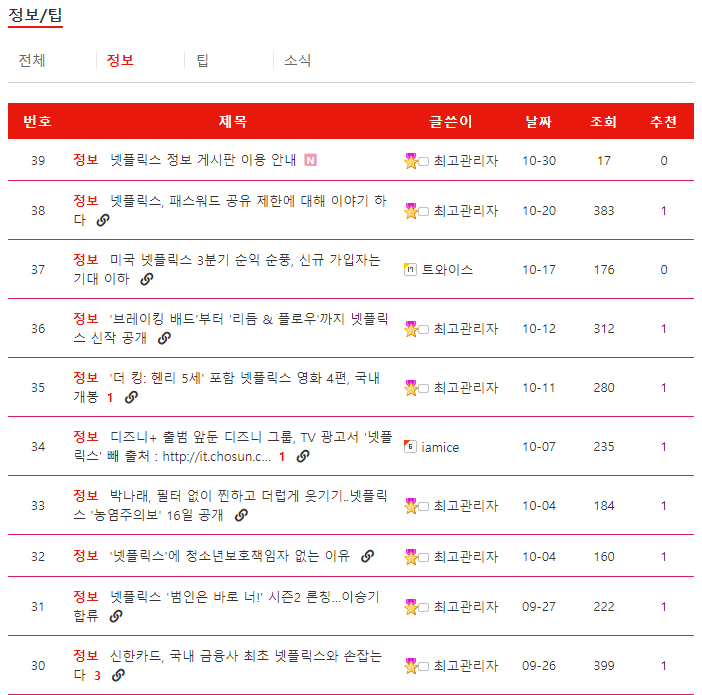 정보/팁
전체 정보 팁 소식
번호 제목 글쓴이 날짜 조회 추천
39 정보 넷플릭스 정보 게시판 이용 안내 N 최고관리자 10-30 17 0
38 정보 넷플릭스, 패스워드 공유 제한에 대해 이야기 하
다 최고관리자 10-20 383 1
37 정보 미국 넷플릭스 3분기 순익 순풍, 신규 가입자는
기대 이하 트와이스 10-17 176 0
36 정보 '브레이킹 배드'부터 '리듬 & 플로우'까지 넷플릭
스 신작 공개 최고관리자 10-12 312 1
35 정보 '더 킹: 헨리 5세' 포함 넷플릭스 영화 4편, 국내
개봉 1 최고관리자 10-11 280 1
34 정보 디즈니+ 출범 앞둔 디즈니 그룹, TV 광고서 '넷플
릭스' 빼 출처 : http://it.chosun.c... 1 6 iamice 10-07 235 1
33 정보 박나래, 필터 없이 찐하고 더럽게 웃기기..넷플릭
스 '농염주의보' 16일 공개 최고관리자 10-04 184 1
32 정보 '넷플릭스'에 청소년보호책임자 없는 이유 최고관리자 10-04 160 1
31 정보 넷플릭스 '범인은 바로 너!' 시즌2 론칭...이승기
합류 최고관리자 09-27 222 1
30 정보 신한카드, 국내 금융사 최초 넷플릭스와 손잡는
다 3 최고관리자 09-26 399 1